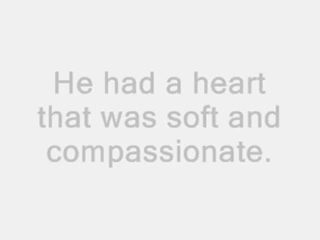 He had a heart
that was soft and
compassionate.